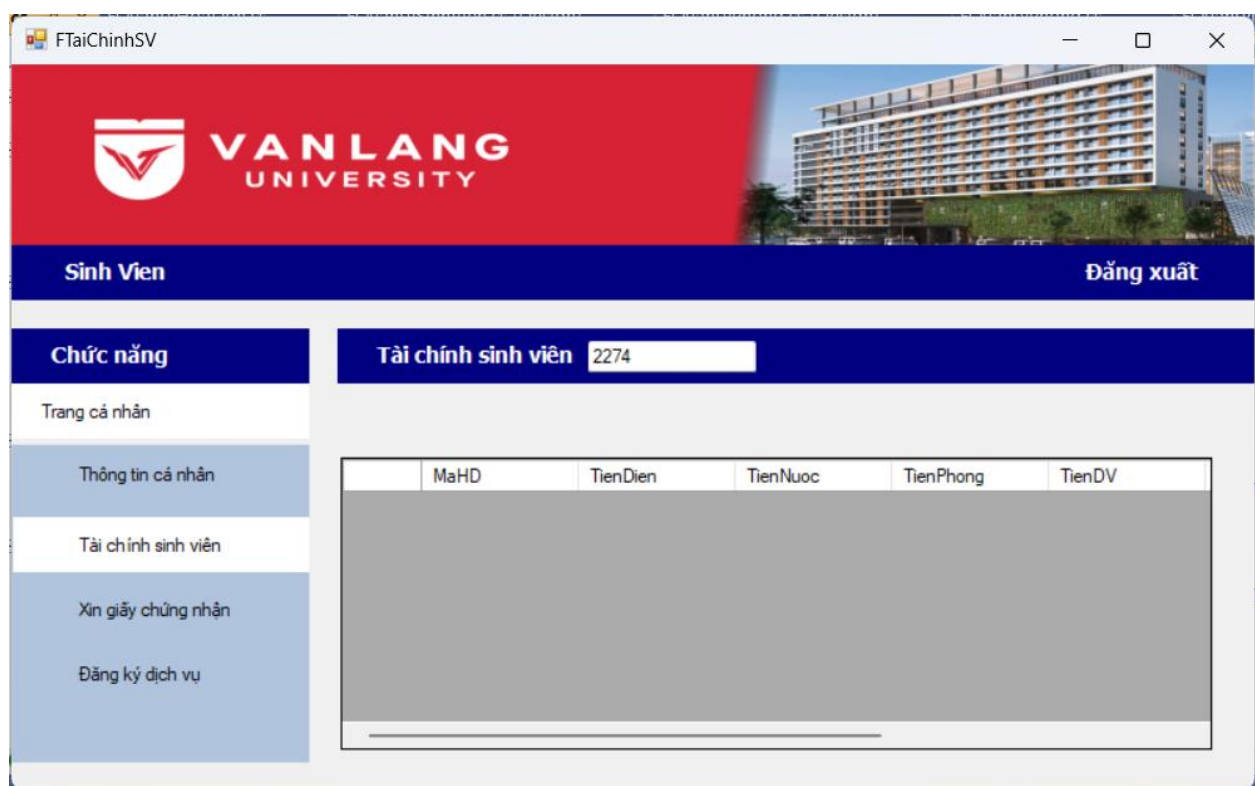 FTaiChinhSV
VANLANG
UNIVERSITY
Sinh Vien Đăng xuất
Chức năng
Tài chính sinh viên 2274
Trang cá nhân
Thông tin cá nhân
Tài chính sinh viên
Xin giấy chứng nhận
Đăng ký dịch vụ
MaHD TienDien TienNuoc TienPhong TienDV